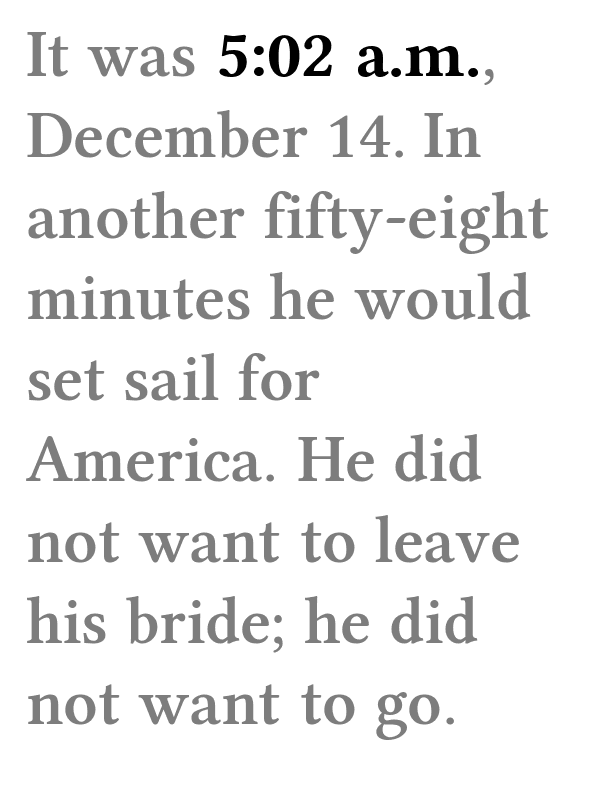 It was 5:02 a.m.,
December 14. In
another fifty-eight
minutes he would
set sail for
America. He did
not want to leave
his bride; he did
not want to go.